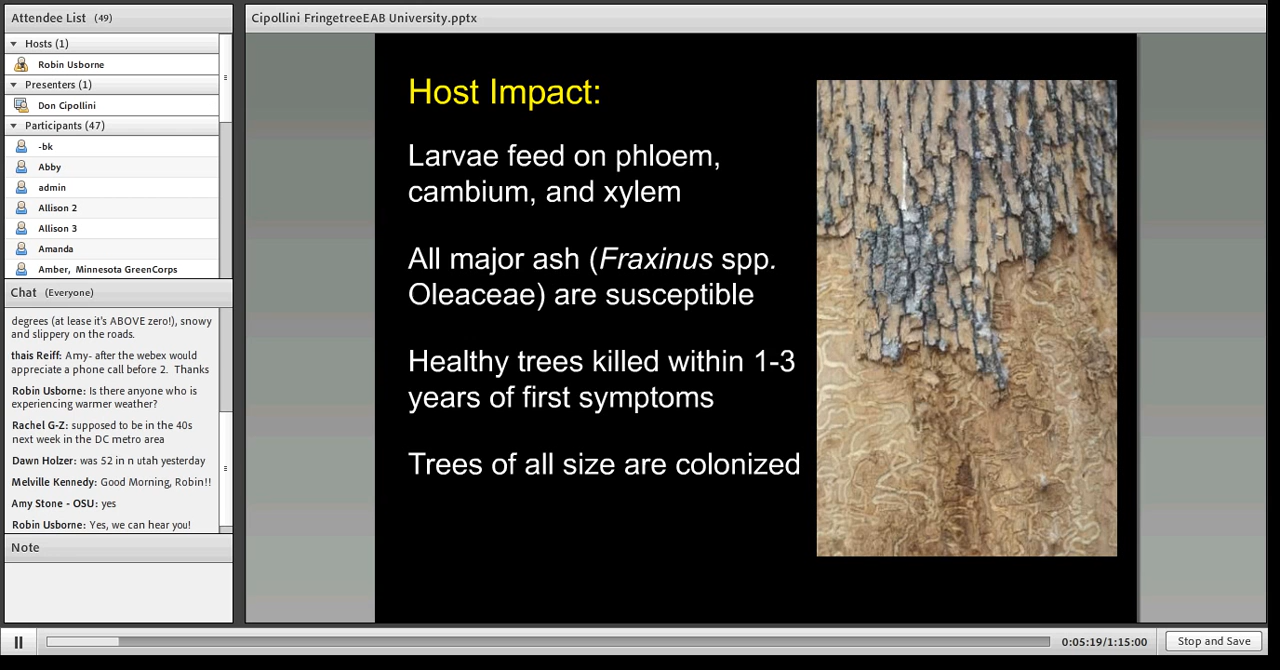 Attendee List (49)
Hosts (1)
Robin Usborne
Presenters (1)
Don Cipollini
Participants (47)
-bk
Abby
admin
Allison 2
Allison 3
Amanda
Amber, Minnesota GreenCorps
Chat (Everyone)
degrees (at lease it's ABOVE zero!), snowy
and slippery on the roads.
thais Reiff: Amy- after the webex would
appreciate a phone call before 2. Thanks
Robin Usborne: Is there anyone who is
experiencing warmer weather?
Rachel G-Z: supposed to be in the 40s
next week in the DC metro area
Dawn Holzer: was 52 in n utah yesterday
Melville Kennedy: Good Morning, Robin!!
Amy Stone - OSU: yes
Robin Usborne: Yes, we can hear you!
Note
Cipollini FringetreeEAB University.pptx
Host Impact:
Larvae feed on phloem,
cambium, and xylem
All major ash (Fraxinus spp.
Oleaceae) are susceptible
Healthy trees killed within 1-3
years of first symptoms
Trees of all size are colonized
0:05:19/1:15:00
Stop and Save